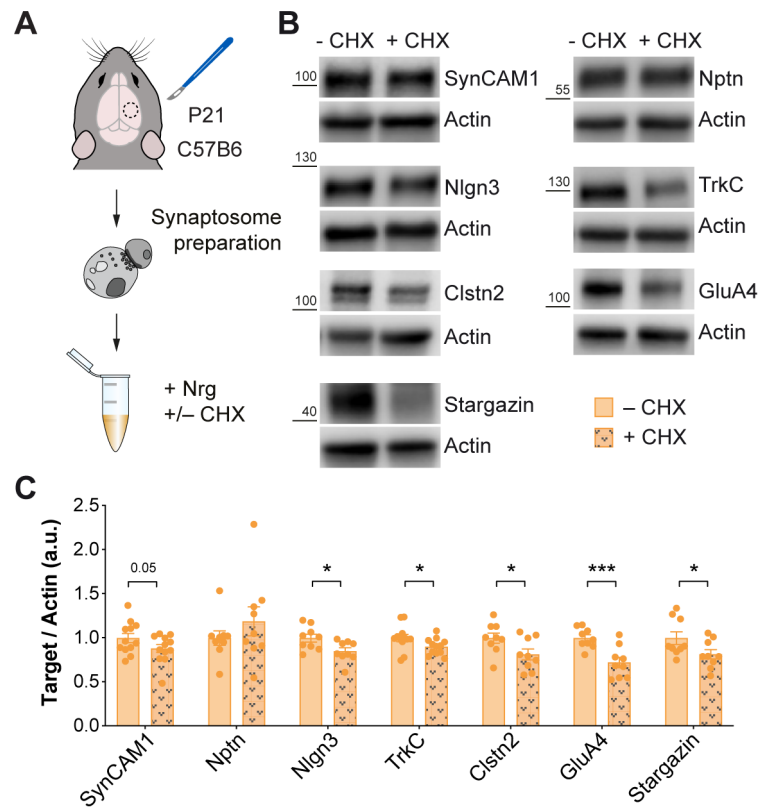 A
P21
C57B6
Synaptosome
preparation
+ Nrg
+/– CHX
B
- CHX + CHX
100
SynCAM1
Actin
130
Nlgn3
Actin
100
Clstn2
Actin
40
Stargazin
Actin
- CHX + CHX
55
Nptn
Actin
130
TrkC
Actin
100
GluA4
Actin
– CHX
+ CHX
C
Target / Actin (a.u.)
2.5
2.0
1.5
1.0
0.5
0.0
0.05
*
*
*
***
*
SynCAM1
Nptn
Nlgn3
TrkC
Clstn2
GluA4
Stargazin